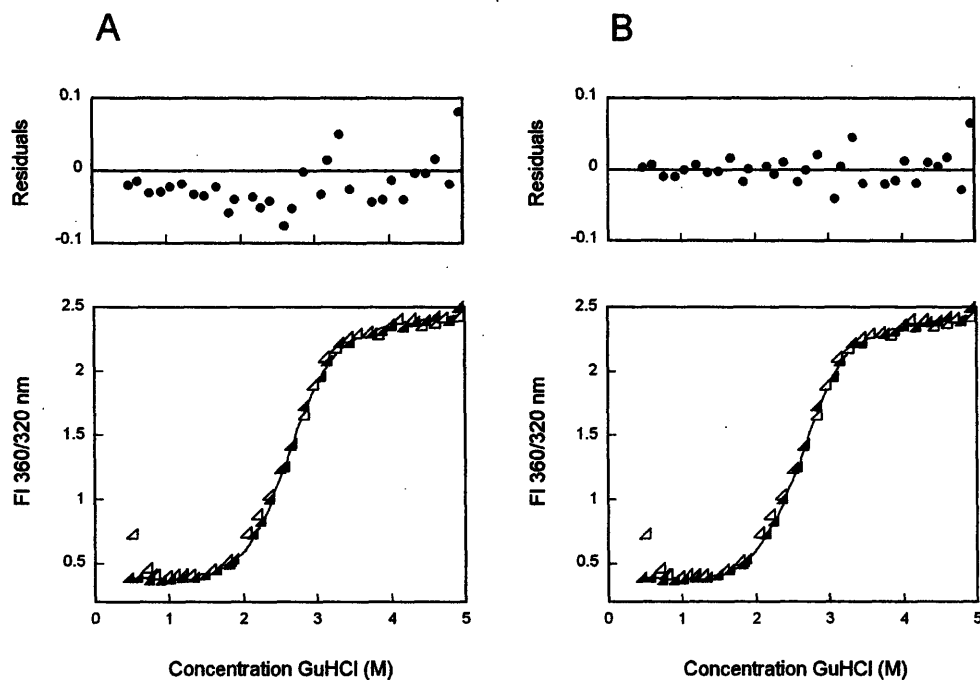 A
B
Residuals
0.1
0
-0.1
Residuals
0.1
0
-0.1
FI 360/320 nm
2.5
2
1.5
1
0.5
0 1 2 3 4 5
Concentration GuHCl (M)
FI 360/320 nm
2.5
2
1.5
1
0.5
0 1 2 3 4 5
Concentration GuHCl (M)